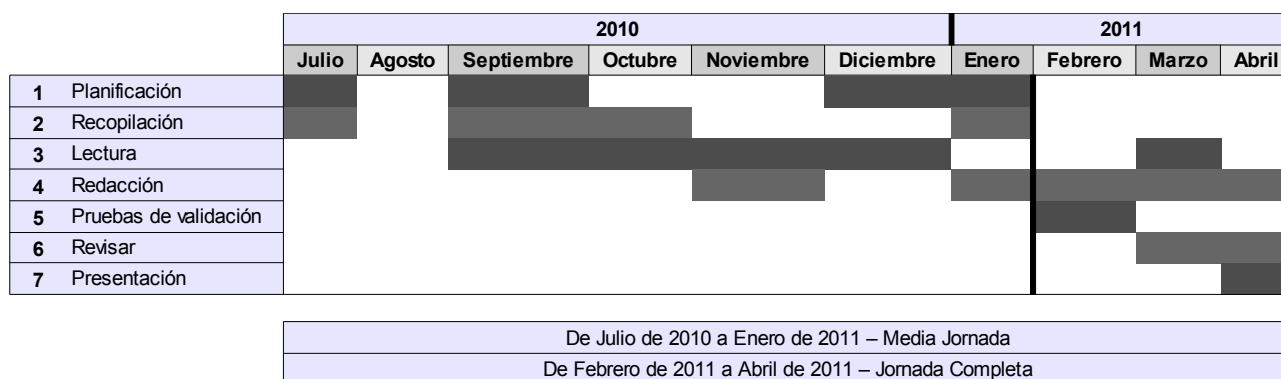 2010 2011
Julio Agosto Septiembre Octubre Noviembre Diciembre Enero Febrero Marzo Abril
1 Planificación
2 Recopilación
3 Lectura
4 Redacción
5 Pruebas de validación
6 Revisar
7 Presentación
De Julio de 2010 a Enero de 2011 – Media Jornada
De Febrero de 2011 a Abril de 2011 – Jornada Completa